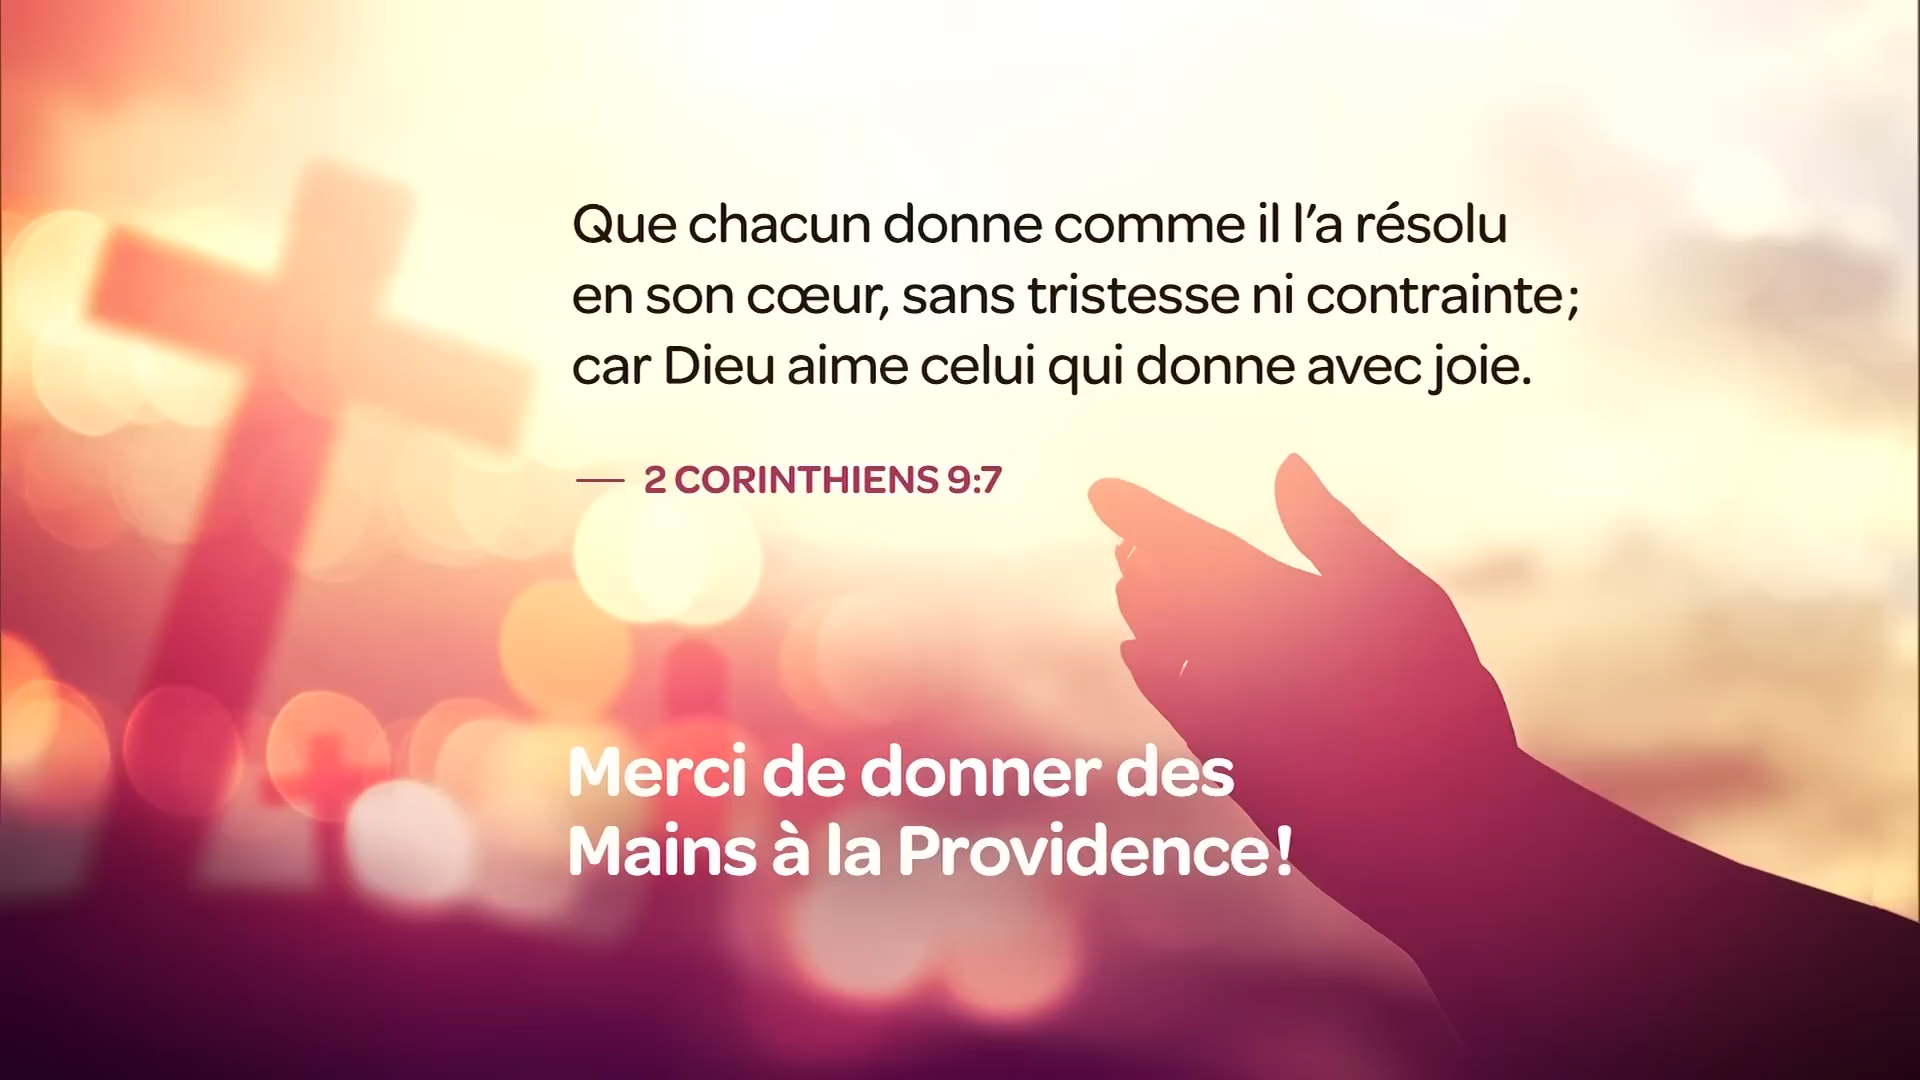 Que chacun donne comme il l’a résolu
en son cœur, sans tristesse ni contrainte;
car Dieu aime celui qui donne avec joie.
— 2 CORINTHIENS 9:7
Merci de donner des
Mains à la Providence!